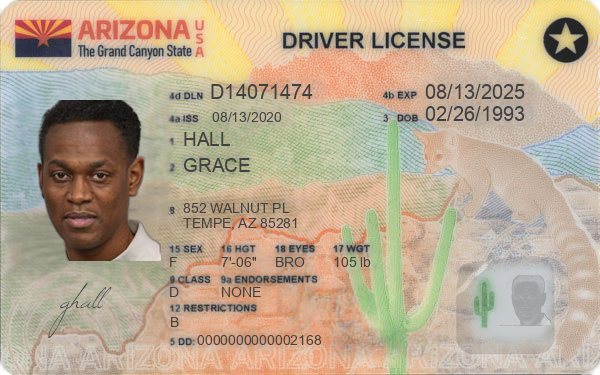 ARIZONA USA
The Grand Canyon State
DRIVER LICENSE
4d DLN D14071474
4b EXP 08/13/2025
4a ISS 08/13/2020
3 DOB 02/26/1993
1 HALL
2 GRACE
8 852 WALNUT PL
TEMPE, AZ 85281
15 SEX 16 HGT 18 EYES 17 WGT
F 7'-06" BRO 105 lb
9 CLASS 9a ENDORSEMENTS
D NONE
12 RESTRICTIONS
B
5 DD: 0000000000002168
ghall
ARIZONA ARIZONA ARIZONA ARIZONA